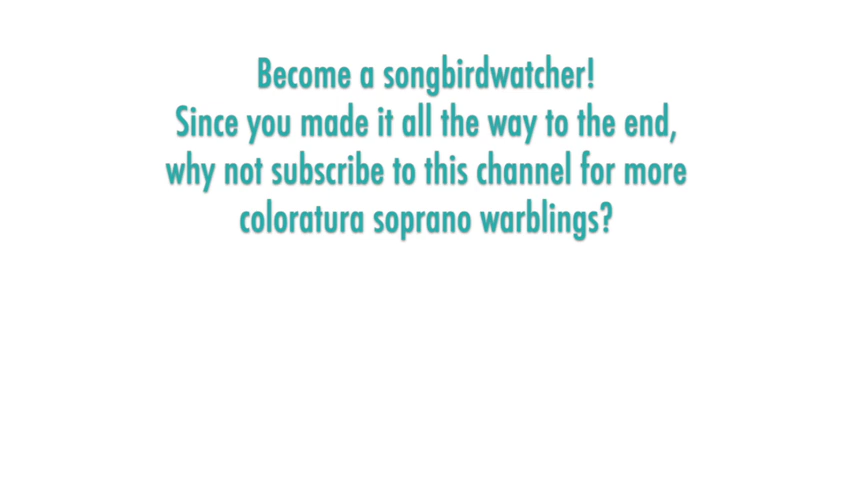 Become a songbirdwatcher!
Since you made it all the way to the end,
why not subscribe to this channel for more
coloratura soprano warblings?